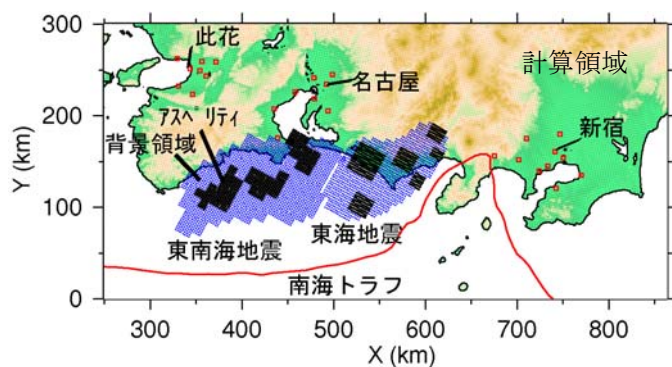 300
200
100
0
Y (km)
300
400
500
600
700
800
X (km)
此花
名古屋
計算領域
新宿
アスペリティ
背景領域
東南海地震
東海地震
南海トラフ